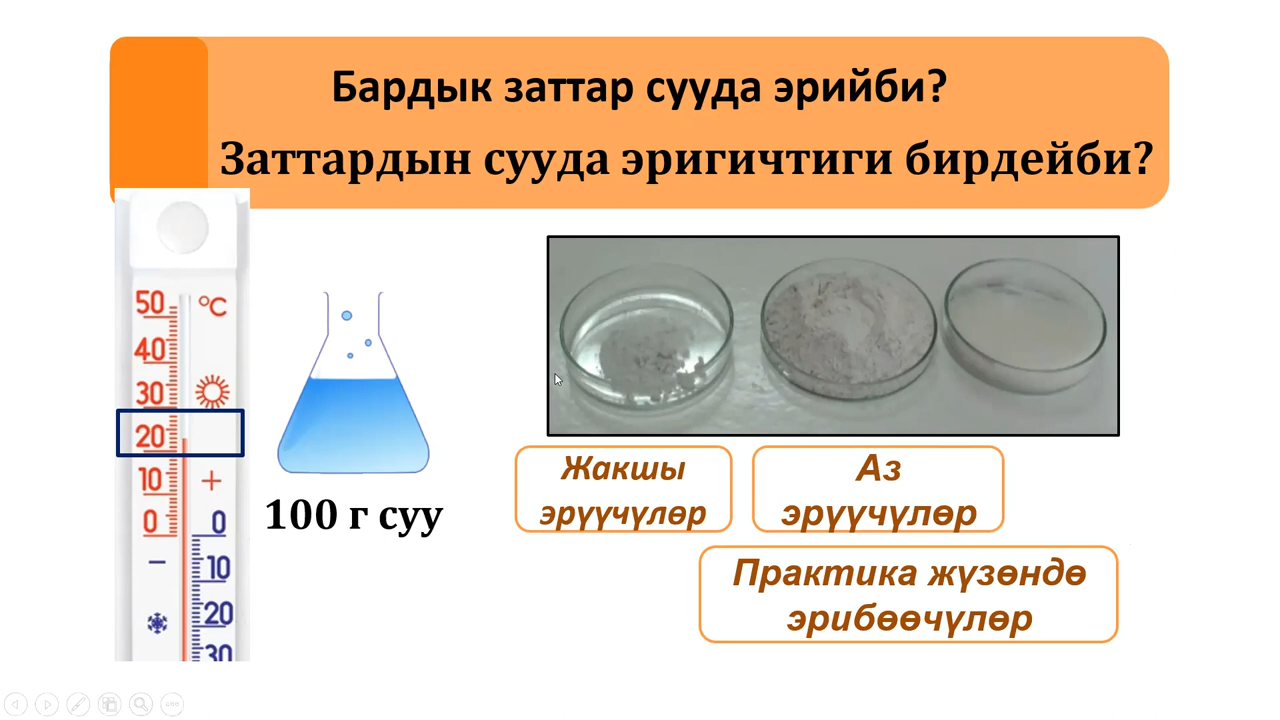 Бардык заттар сууда эрийби?
Заттардын сууда эригичтиги бирдейби?
50 °C
40
30
20
10 +
0 0
− 10
20
30
100 г суу
Жакшы
эрүүчүлөр
Аз
эрүүчүлөр
Практика жүзөндө
эрибөөчүлөр